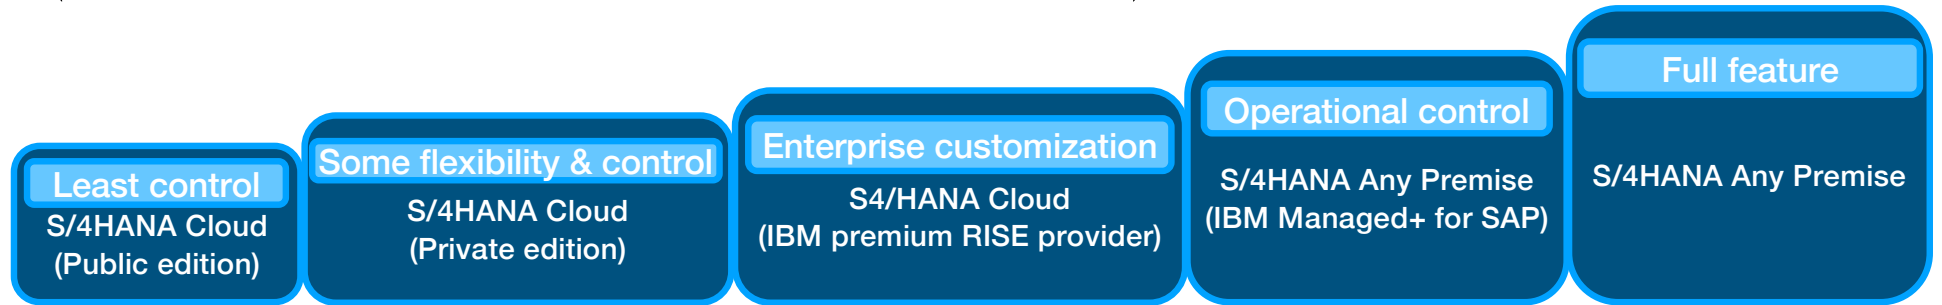 Least control
S/4HANA Cloud
(Public edition)
Some flexibility & control
S/4HANA Cloud
(Private edition)
Enterprise customization
S4/HANA Cloud
(IBM premium RISE provider)
Operational control
S/4HANA Any Premise
(IBM Managed+ for SAP)
Full feature
S/4HANA Any Premise